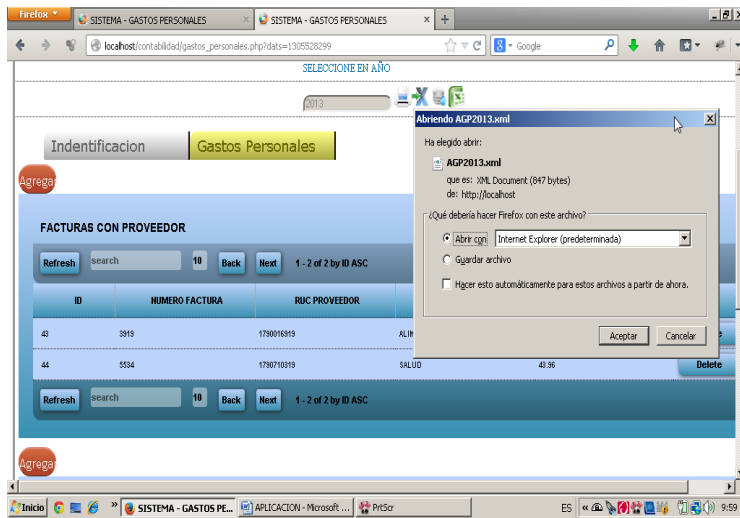 Firefox
SISTEMA - GASTOS PERSONALES
SISTEMA - GASTOS PERSONALES
localhost/contabilidad/gastos_personales.php?dats=1305528299
Google
SELECCIONE EN AÑO
2013
Indentificacion
Gastos Personales
Agregar
FACTURAS CON PROVEEDOR
Refresh search 10 Back Next 1 - 2 of 2 by ID ASC
ID NUMERO FACTURA RUC PROVEEDOR
43 3919 1790016919 ALIM
44 5534 1790710319 SALUD 43.96 Delete
Refresh search 10 Back Next 1 - 2 of 2 by ID ASC
Agregar
Abriendo AGP2013.xml
Ha elegido abrir:
AGP2013.xml
que es: XML Document (847 bytes)
de: http://localhost
¿Qué debería hacer Firefox con este archivo?
Abrir con Internet Explorer (predeterminada)
Guardar archivo
Hacer esto automáticamente para estos archivos a partir de ahora.
Aceptar Cancelar
Inicio
SISTEMA - GASTOS PE...
APLICACION - Microsoft ...
PrtScr
ES
9:59